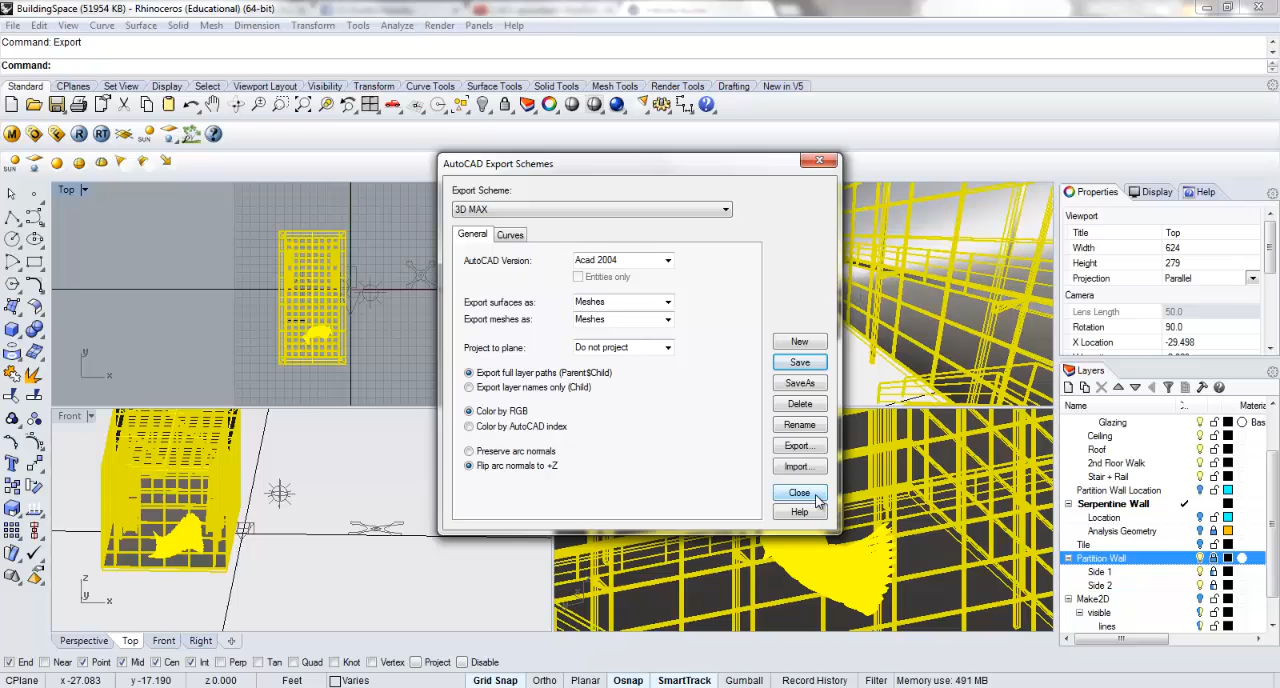 BuildingSpace (51954 KB) - Rhinoceros (Educational) (64-bit)
File Edit View Curve Surface Solid Mesh Dimension Transform Tools Analyze Render Panels Help
Command: Export
Command:
Standard CPlanes Set View Display Select Viewport Layout Visibility Transform Curve Tools Surface Tools Solid Tools Mesh Tools Render Tools Drafting New in V5
M R RT SUN
SUN
Top
AutoCAD Export Schemes
Export Scheme:
3D MAX
General Curves
AutoCAD Version: Acad 2004
Entities only
Export surfaces as: Meshes
Export meshes as: Meshes
Project to plane: Do not project
Export full layer paths (Parent$Child)
Export layer names only (Child)
Color by RGB
Color by AutoCAD index
Preserve arc normals
Flip arc normals to +Z
New
Save
SaveAs
Delete
Rename
Export...
Import...
Close
Help
Properties Display Help
Viewport
Title Top
Width 624
Height 279
Projection Parallel
Camera
Lens Length 50.0
Rotation 90.0
X Location -29.498
Layers
Name Materia
Glazing Bas
Ceiling
Roof
2nd Floor Walk
Stair + Rail
Partition Wall Location
Serpentine Wall
Location
Analysis Geometry
Tile
Partition Wall
Side 1
Side 2
Make2D
visible
lines
y
x
Front
z
y x
Perspective Top Front Right
End Near Point Mid Cen Int Perp Tan Quad Knot Vertex Project Disable
CPlane x -27.083 y -17.190 z 0.000 Feet Varies Grid Snap Ortho Planar Osnap SmartTrack Gumball Record History Filter Memory use: 491 MB